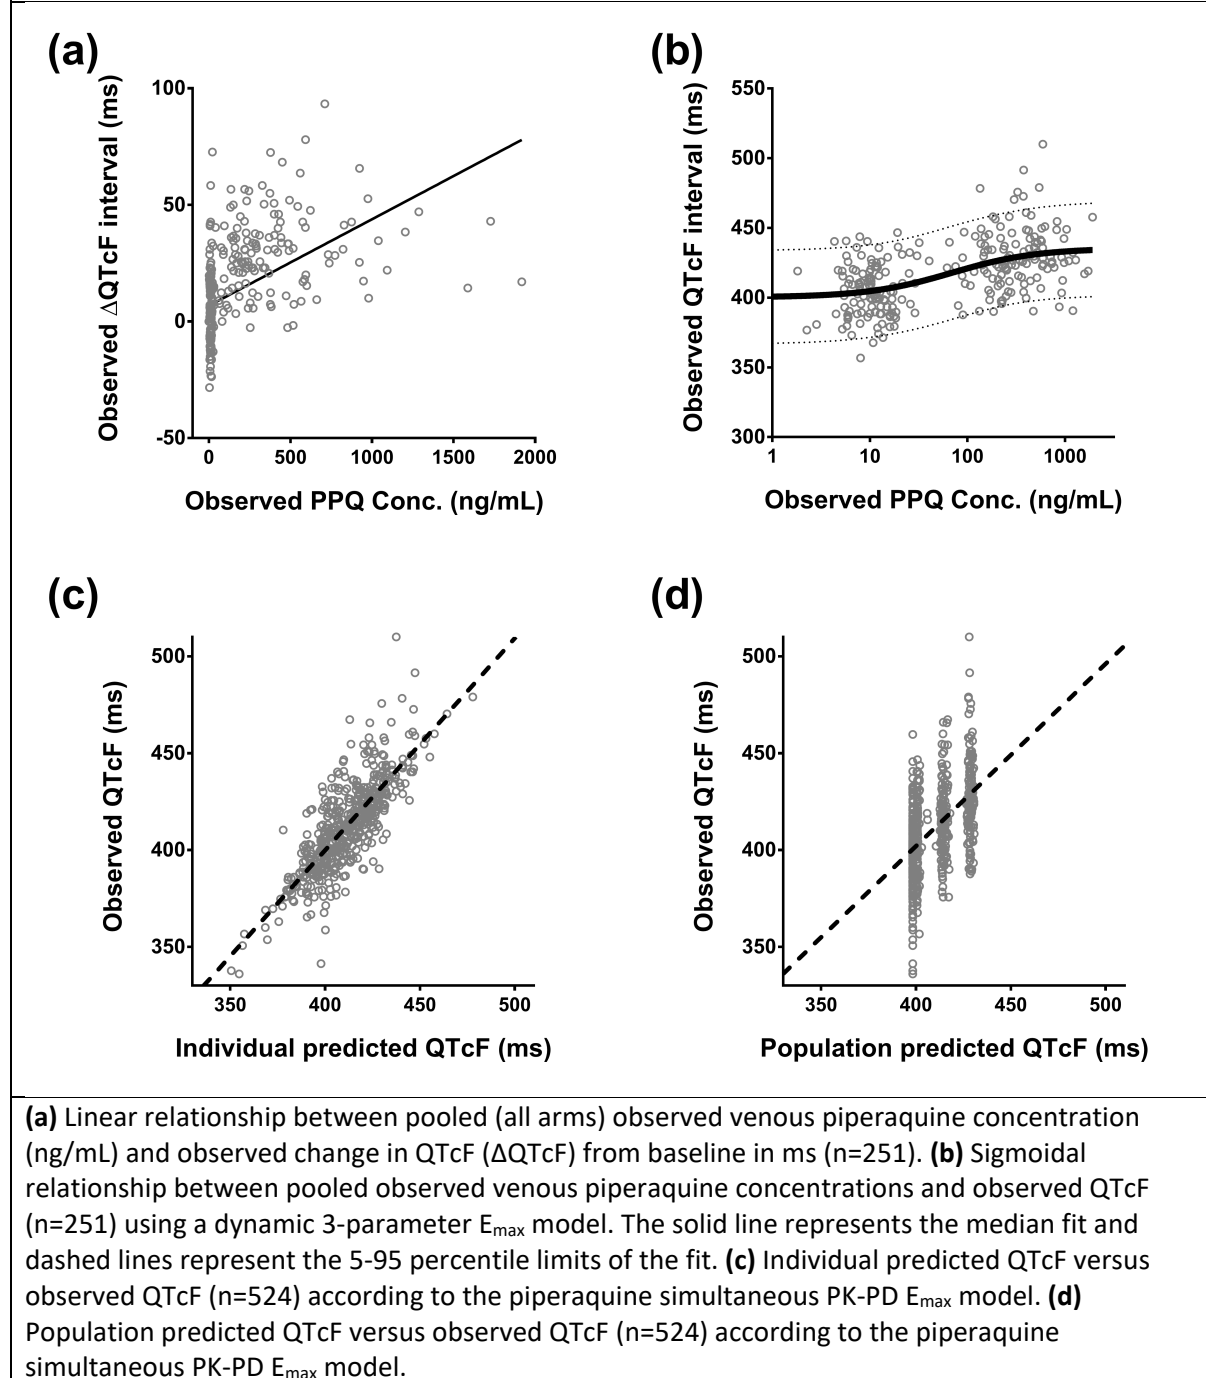 (a)
100
50
0
-50
0 500 1000 1500 2000
Observed ΔQTcF interval (ms)
Observed PPQ Conc. (ng/mL)
(b)
550
500
450
400
350
300
1 10 100 1000
Observed QTcF interval (ms)
Observed PPQ Conc. (ng/mL)
(c)
500
450
400
350
350 400 450 500
Observed QTcF (ms)
Individual predicted QTcF (ms)
(d)
500
450
400
350
350 400 450 500
Observed QTcF (ms)
Population predicted QTcF (ms)
(a) Linear relationship between pooled (all arms) observed venous piperaquine concentration
(ng/mL) and observed change in QTcF (ΔQTcF) from baseline in ms (n=251). (b) Sigmoidal
relationship between pooled observed venous piperaquine concentrations and observed QTcF
(n=251) using a dynamic 3-parameter Emax model. The solid line represents the median fit and
dashed lines represent the 5-95 percentile limits of the fit. (c) Individual predicted QTcF versus
observed QTcF (n=524) according to the piperaquine simultaneous PK-PD Emax model. (d)
Population predicted QTcF versus observed QTcF (n=524) according to the piperaquine
simultaneous PK-PD Emax model.